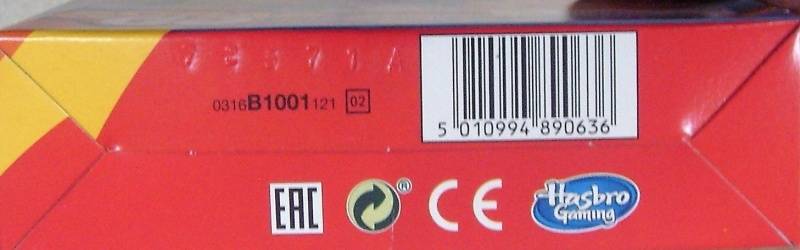 0316B1001121 02
5 010994 890636
EAC ® CE Hasbro
Gaming